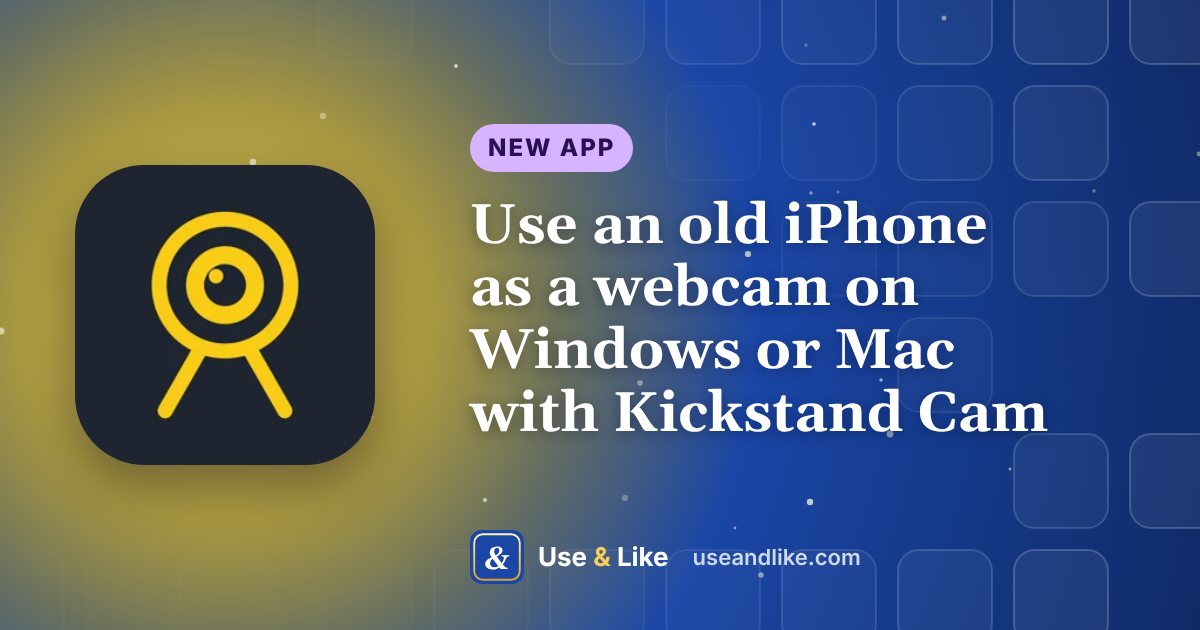 NEW APP
Use an old iPhone
as a webcam on
Windows or Mac
with Kickstand Cam
& Use & Like useandlike.com